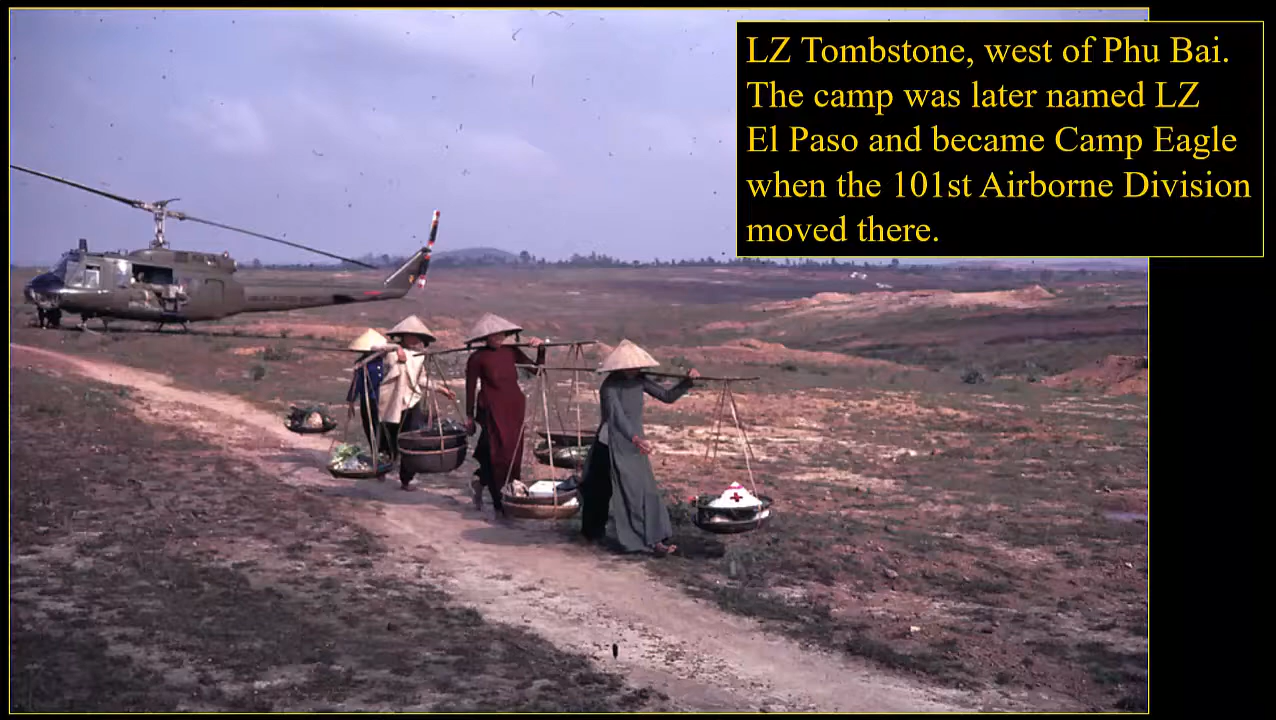 LZ Tombstone, west of Phu Bai.
The camp was later named LZ
El Paso and became Camp Eagle
when the 101st Airborne Division
moved there.